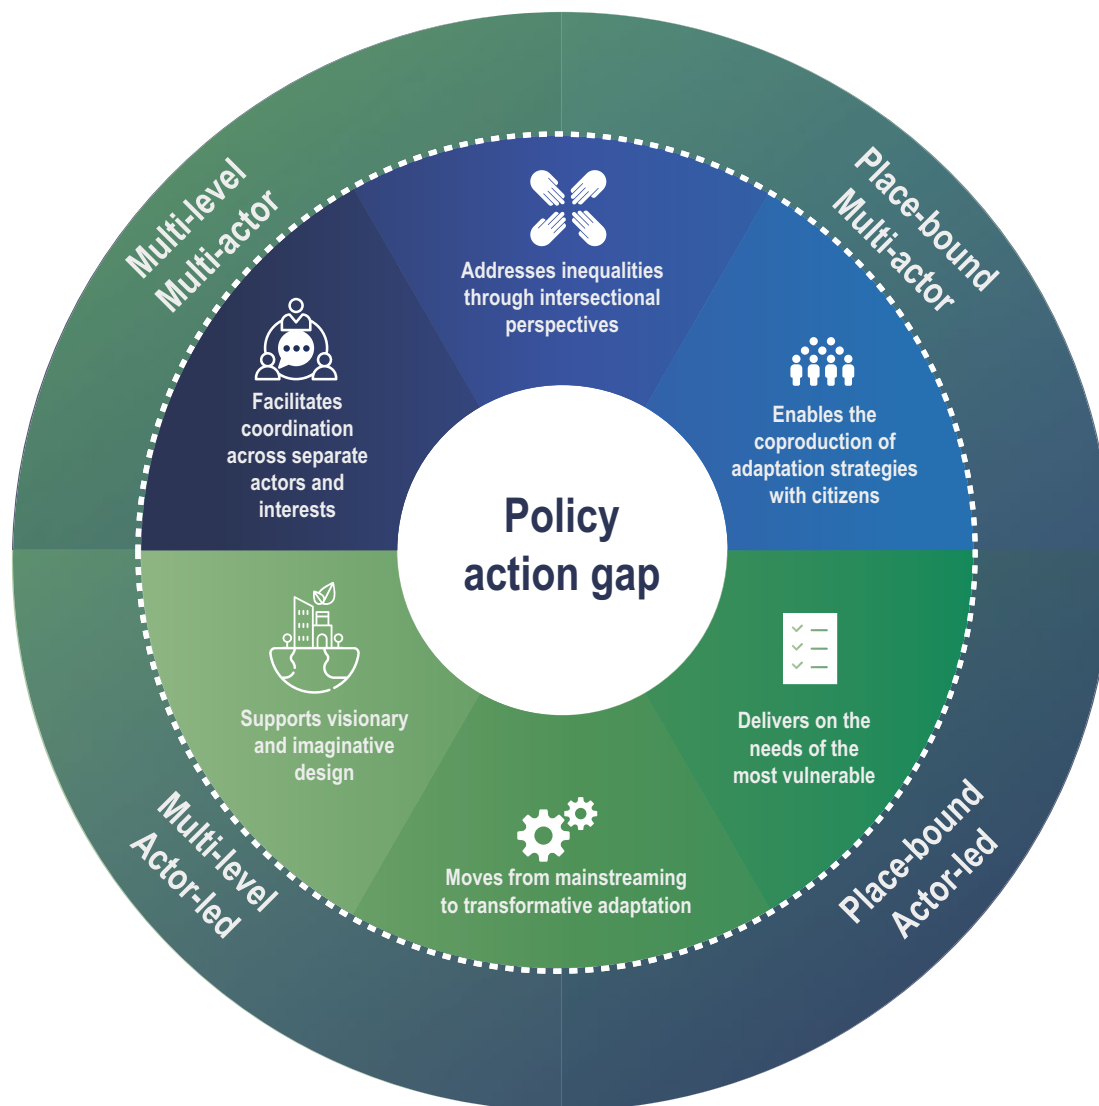 Multi-level
Multi-actor
Place-bound
Multi-actor
Addresses inequalities
through intersectional
perspectives
Facilitates
coordination
across separate
actors and
interests
Enables the
coproduction of
adaptation strategies
with citizens
Policy
action gap
Supports visionary
and imaginative
design
Delivers on the
needs of the
most vulnerable
Moves from mainstreaming
to transformative adaptation
Multi-level
Actor-led
Place-bound
Actor-led